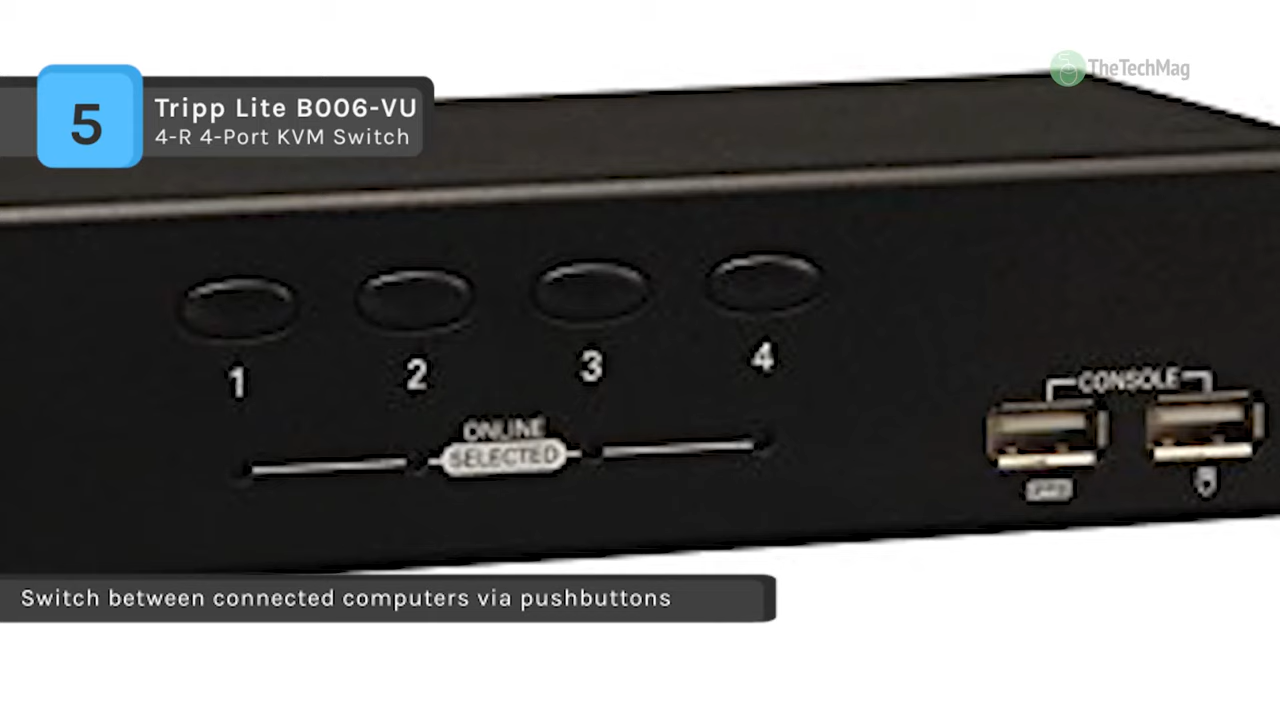 5
Tripp Lite B006-VU
4-R 4-Port KVM Switch
TheTechMag
1 2 3 4
ONLINE
SELECTED
CONSOLE
Switch between connected computers via pushbuttons